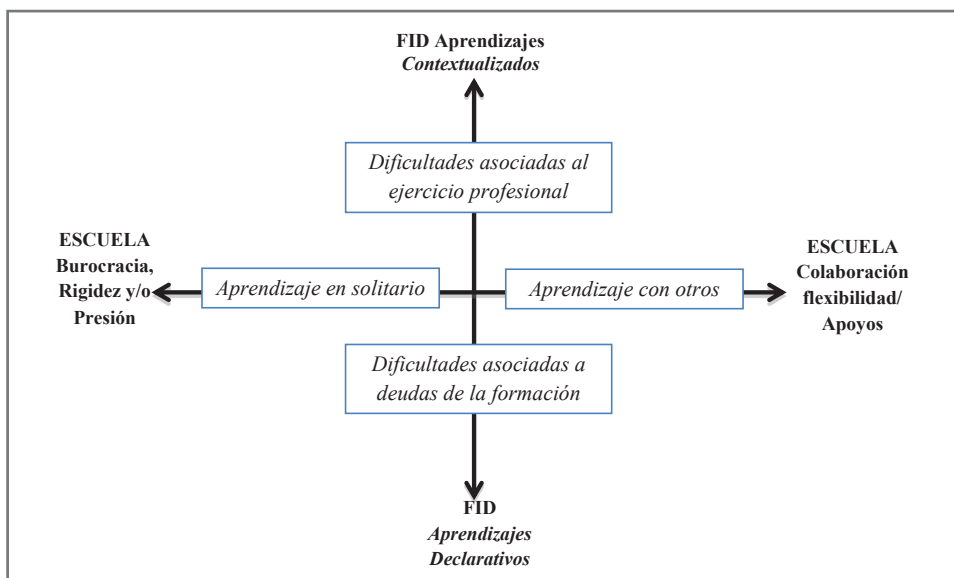 FID Aprendizajes
Contextualizados
Dificultades asociadas al
ejercicio profesional
ESCUELA
Burocracia,
Rigidez y/o
Presión
Aprendizaje en solitario
Aprendizaje con otros
ESCUELA
Colaboración
flexibilidad/
Apoyos
Dificultades asociadas a
deudas de la formación
FID
Aprendizajes
Declarativos